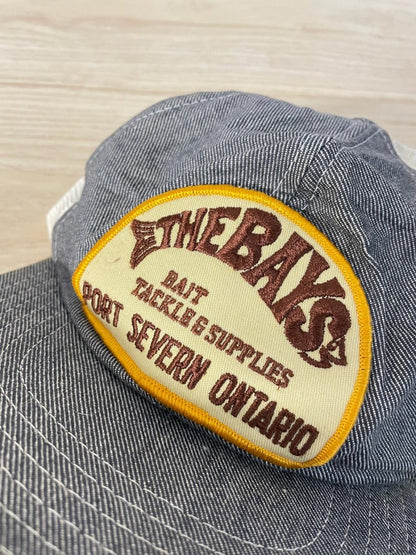 THE BAYS
BAIT
TACKLE & SUPPLIES
PORT SEVERN ONTARIO